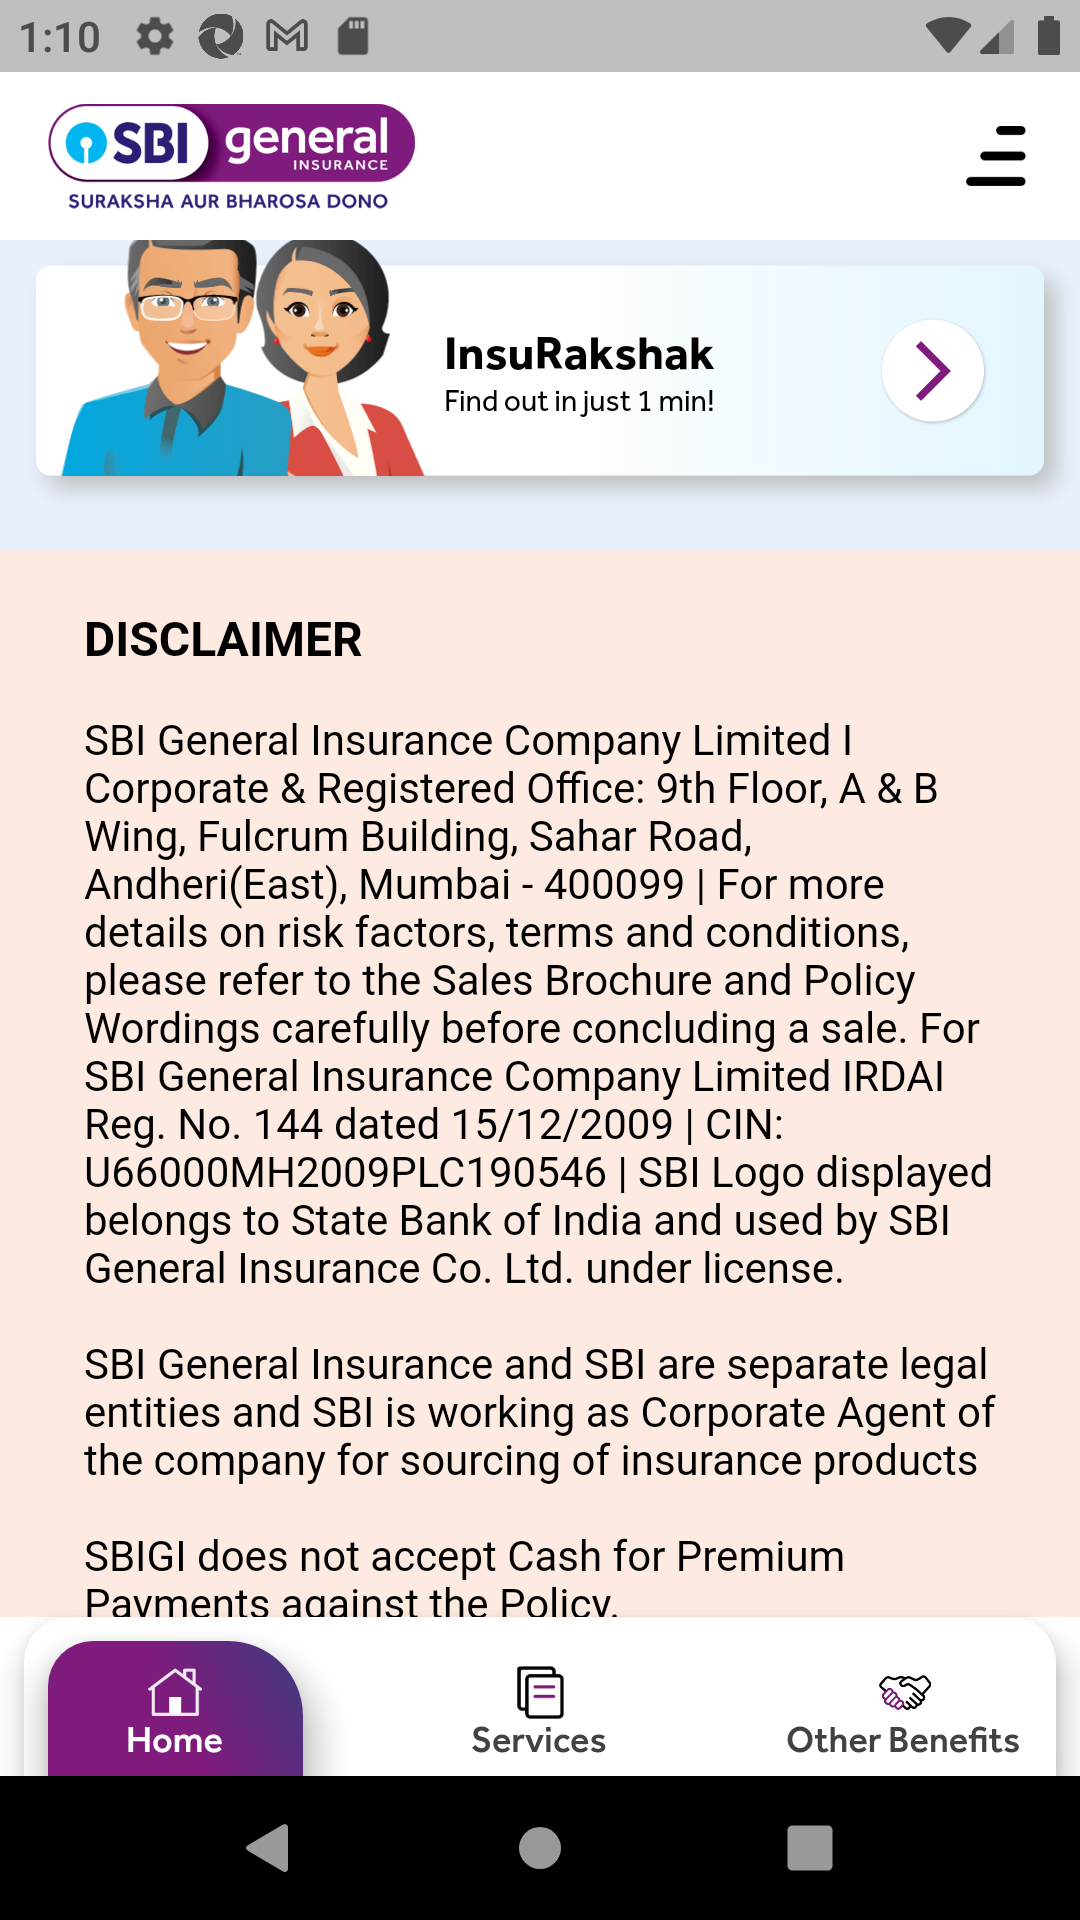 1:10
SBI general
INSURANCE
SURAKSHA AUR BHAROSA DONO
InsuRakshak
Find out in just 1 min!
DISCLAIMER
SBI General Insurance Company Limited I
Corporate & Registered Office: 9th Floor, A & B
Wing, Fulcrum Building, Sahar Road,
Andheri(East), Mumbai - 400099 | For more
details on risk factors, terms and conditions,
please refer to the Sales Brochure and Policy
Wordings carefully before concluding a sale. For
SBI General Insurance Company Limited IRDAI
Reg. No. 144 dated 15/12/2009 | CIN:
U66000MH2009PLC190546 | SBI Logo displayed
belongs to State Bank of India and used by SBI
General Insurance Co. Ltd. under license.
SBI General Insurance and SBI are separate legal
entities and SBI is working as Corporate Agent of
the company for sourcing of insurance products
SBIGI does not accept Cash for Premium
Payments against the Policy.
Home
Services
Other Benefits